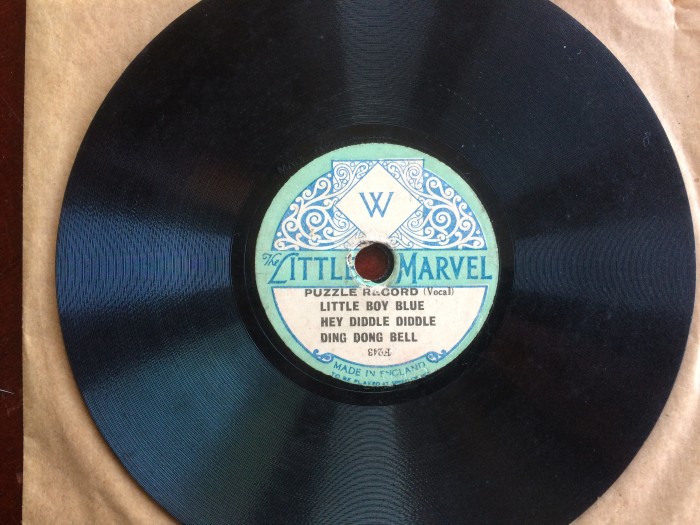 W
The LITTLE MARVEL
PUZZLE RECORD (Vocal)
LITTLE BOY BLUE
HEY DIDDLE DIDDLE
DING DONG BELL
MADE IN ENGLAND